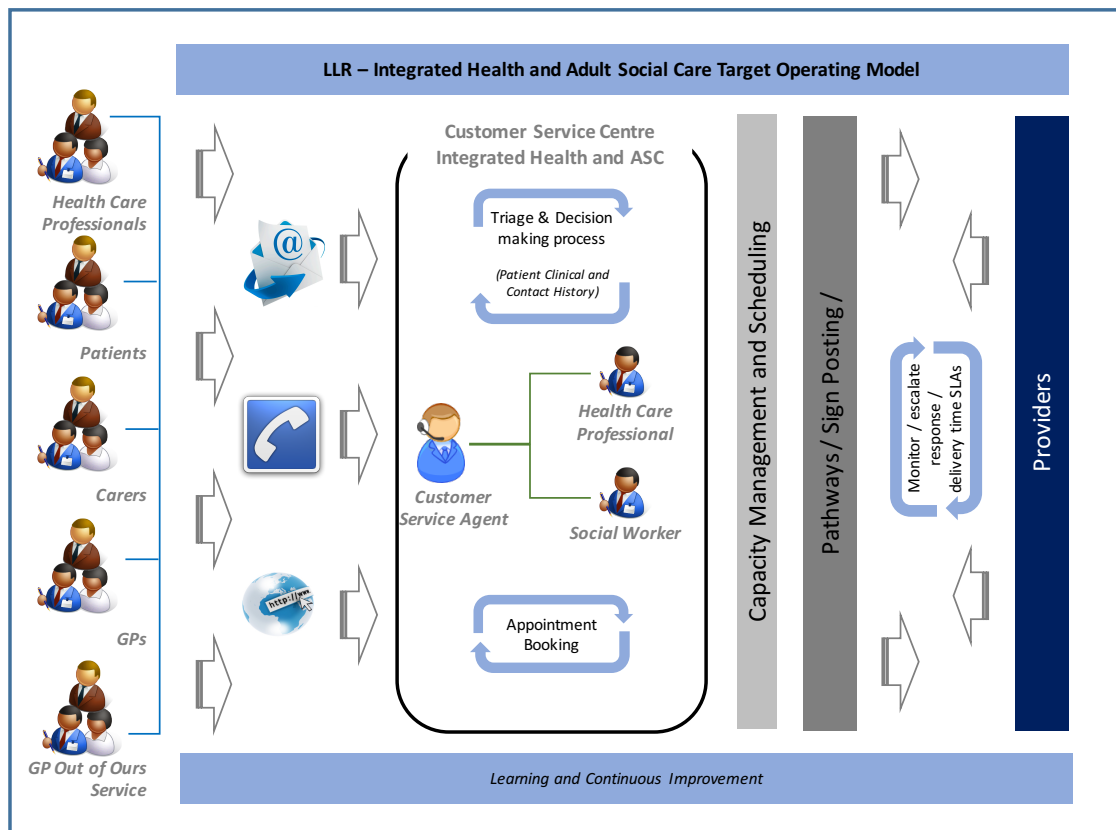 LLR – Integrated Health and Adult Social Care Target Operating Model
Health Care
Professionals
Patients
Carers
GPs
GP Out of Ours
Service
@
http://www
Customer Service Centre
Integrated Health and ASC
Triage & Decision
making process
(Patient Clinical and
Contact History)
Customer
Service Agent
Health Care
Professional
Social Worker
Appointment
Booking
Capacity Management and Scheduling
Pathways / Sign Posting /
Monitor / escalate
response /
delivery time SLAs
Providers
Learning and Continuous Improvement